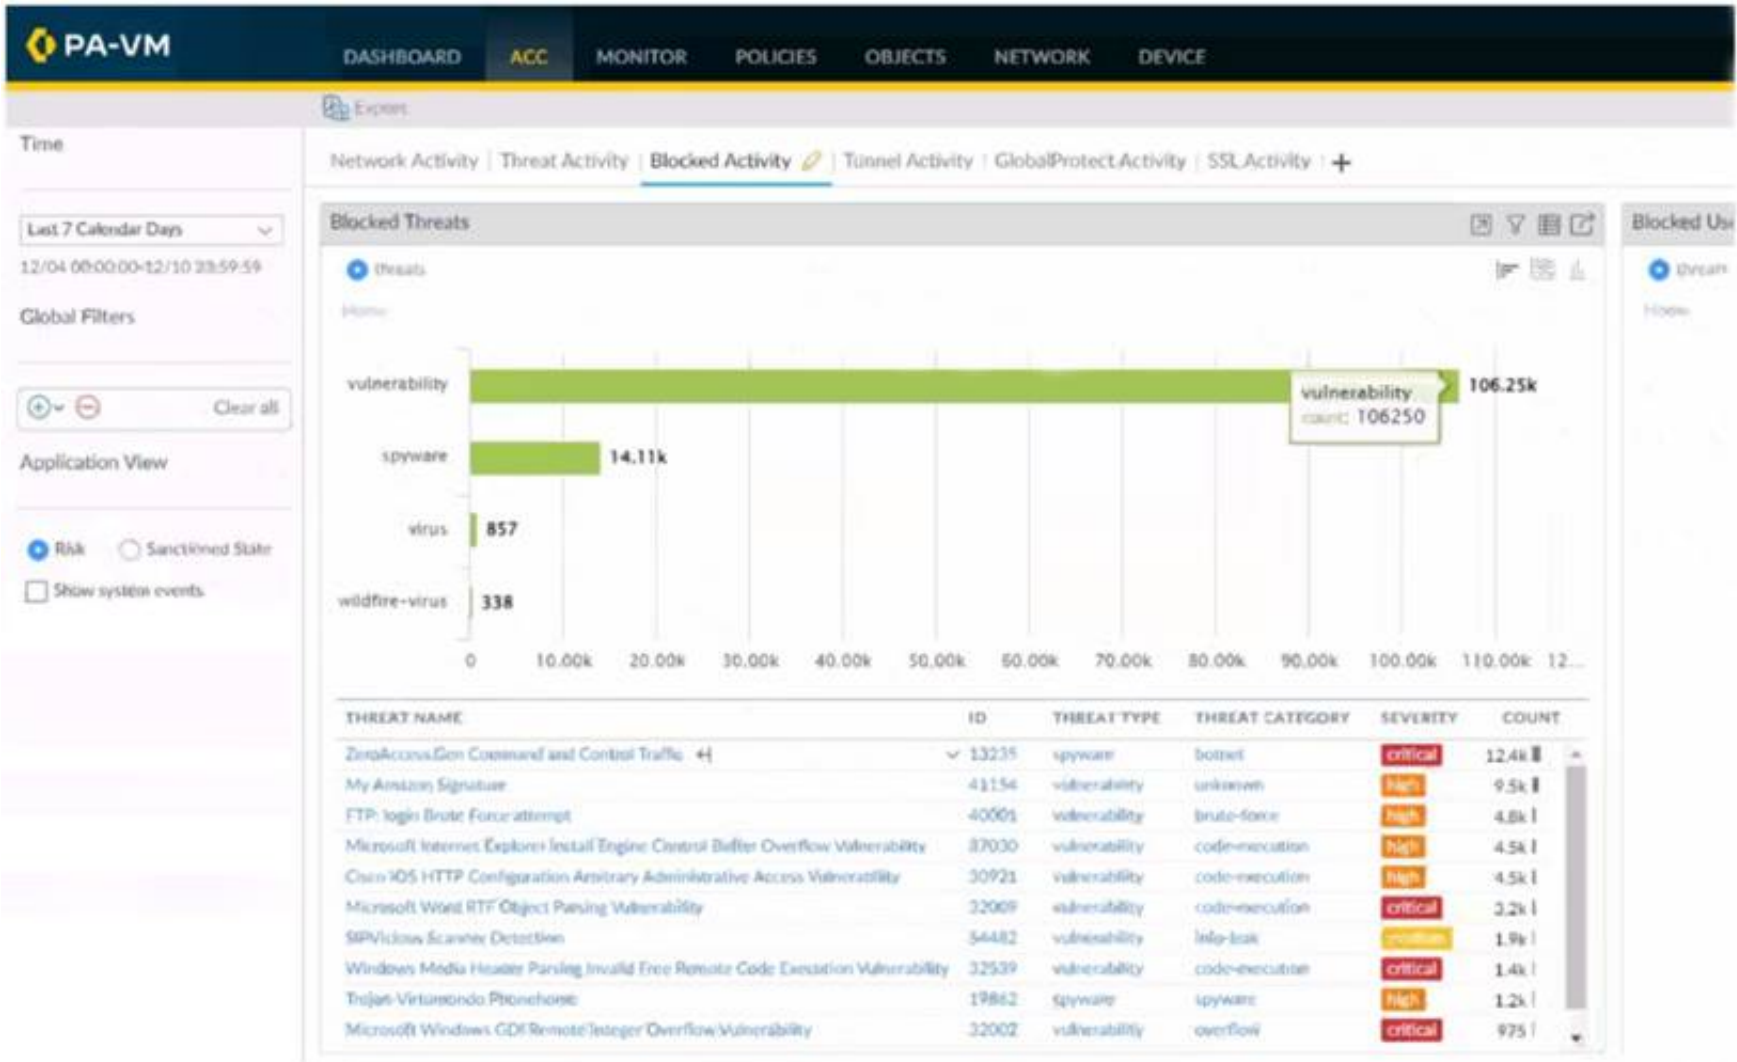 PA-VM
DASHBOARD ACC MONITOR POLICIES OBJECTS NETWORK DEVICE
Export
Time
Network Activity Threat Activity Blocked Activity Tunnel Activity GlobalProtect Activity SSL Activity +
Last 7 Calendar Days
12/04 00:00:00-12/10 23:59:59
Global Filters
Clear all
Application View
Risk Sanctioned State
Show system events
Blocked Threats
threats
Home
vulnerability 106.25k
vulnerability
count: 106250
spyware 14.11k
virus 857
wildfire-virus 338
0 10.00k 20.00k 30.00k 40.00k 50.00k 60.00k 70.00k 80.00k 90.00k 100.00k 110.00k 12...
THREAT NAME ID THREAT TYPE THREAT CATEGORY SEVERITY COUNT
ZeroAccess.Gen Command and Control Traffic 13235 spyware botnet critical 12.4k
My Amazon Signature 41154 vulnerability unknown high 9.5k
FTP: login Brute Force attempt 40001 vulnerability brute-force high 4.8k
Microsoft Internet Explorer Install Engine Control Buffer Overflow Vulnerability 37030 vulnerability code-execution high 4.5k
Cisco IOS HTTP Configuration Arbitrary Administrative Access Vulnerability 30921 vulnerability code-execution high 4.5k
Microsoft Word RTF Object Parsing Vulnerability vulnerability code-execution critical 3.2k
SIPVicious Scanner Detection 54482 vulnerability info-leak medium 1.9k
Windows Media Header Parsing Invalid Free Remote Code Execution Vulnerability 32539 vulnerability code-execution critical 1.4k
19862 spyware spyware high 1.2k
Microsoft Windows GDI Remote Integer Overflow Vulnerability 32002 vulnerability overflow critical 975
Blocked Us
Home